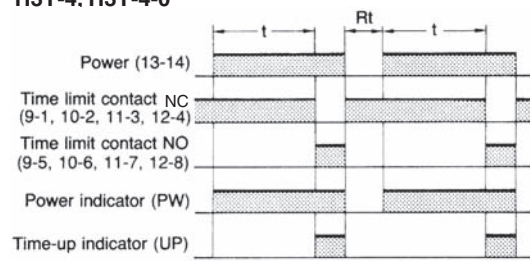 H3Y-4, H3Y-4-0
t Rt t
Power (13-14)
Time limit contact NC
(9-1, 10-2, 11-3, 12-4)
Time limit contact NO
(9-5, 10-6, 11-7, 12-8)
Power indicator (PW)
Time-up indicator (UP)